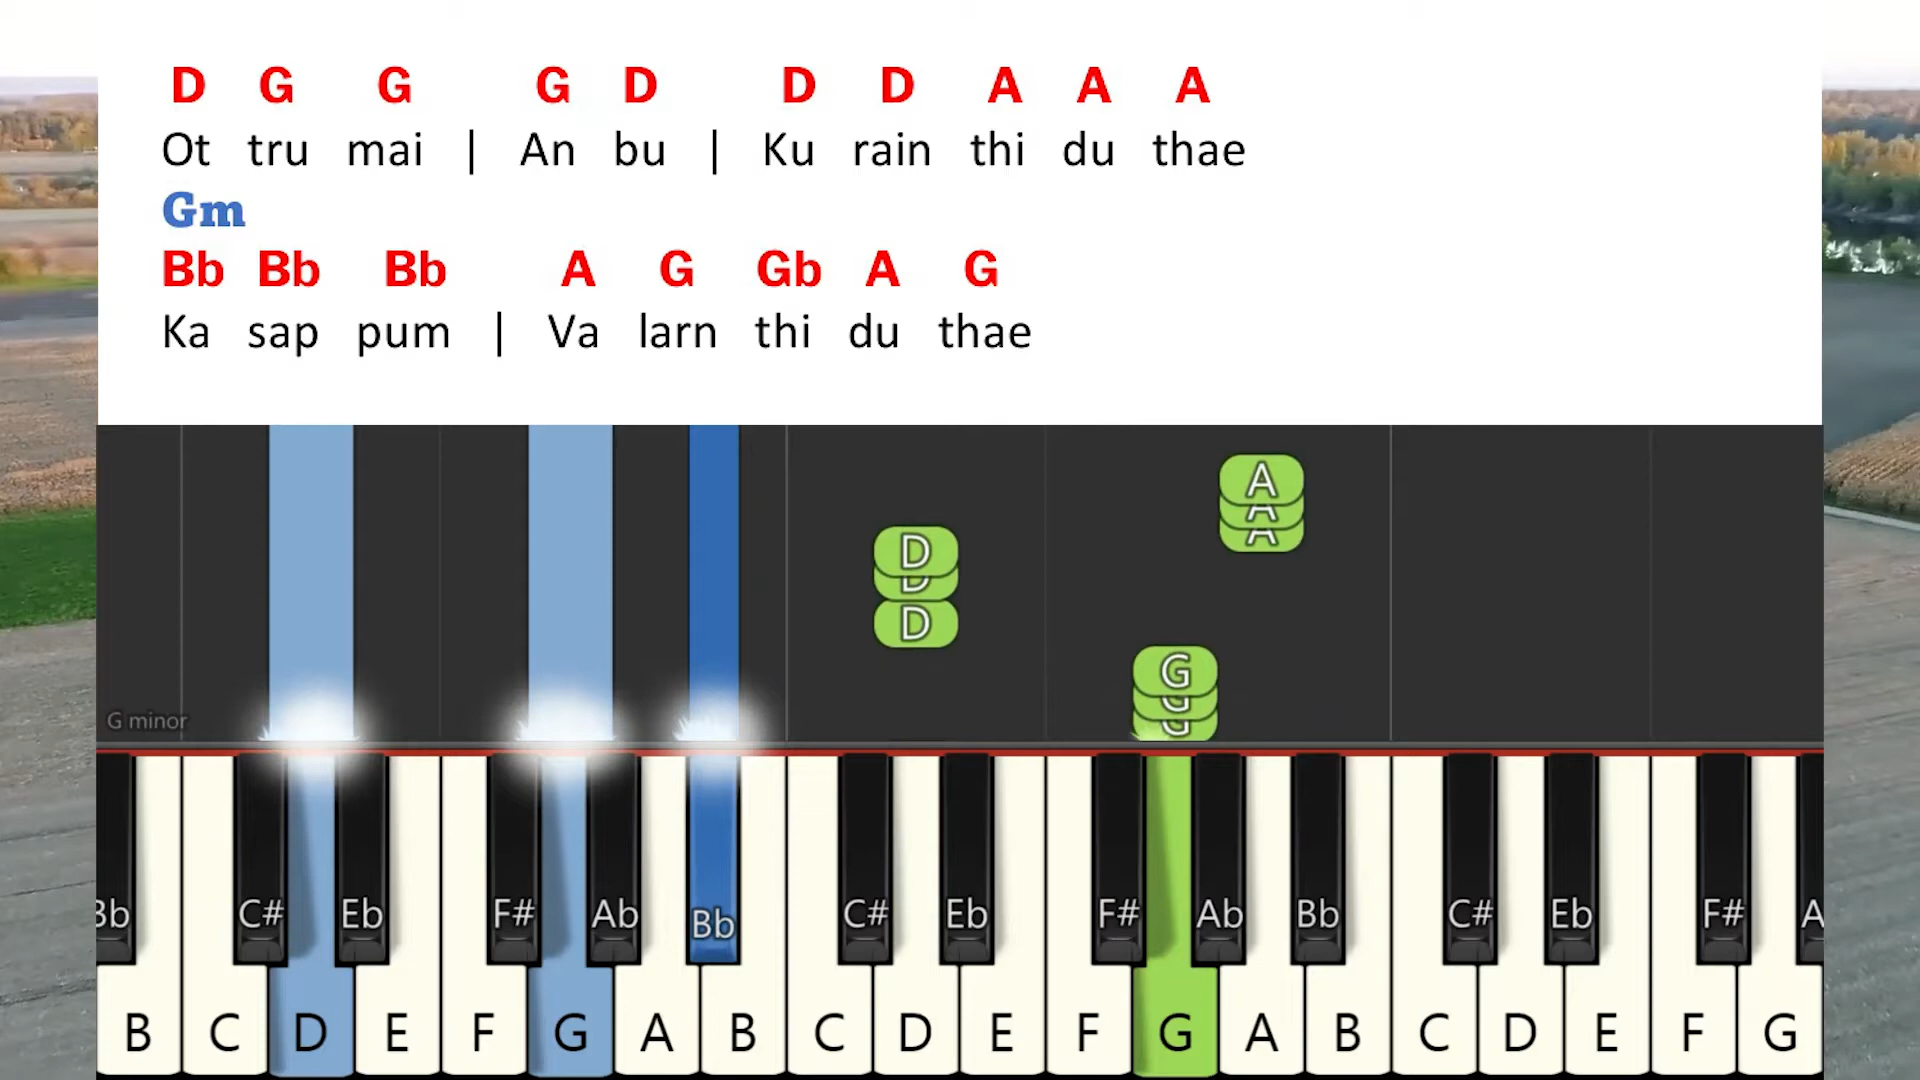 D G G G D D D A A A
Ot tru mai | An bu | Ku rain thi du thae
Gm
Bb Bb Bb A G Gb A G
Ka sap pum | Va larn thi du thae
A
A
A
D
D
D
G
G
G
G minor
Bb C# Eb F# Ab Bb C# Eb F# Ab Bb C# Eb F# A
B C D E F G A B C D E F G A B C D E F G